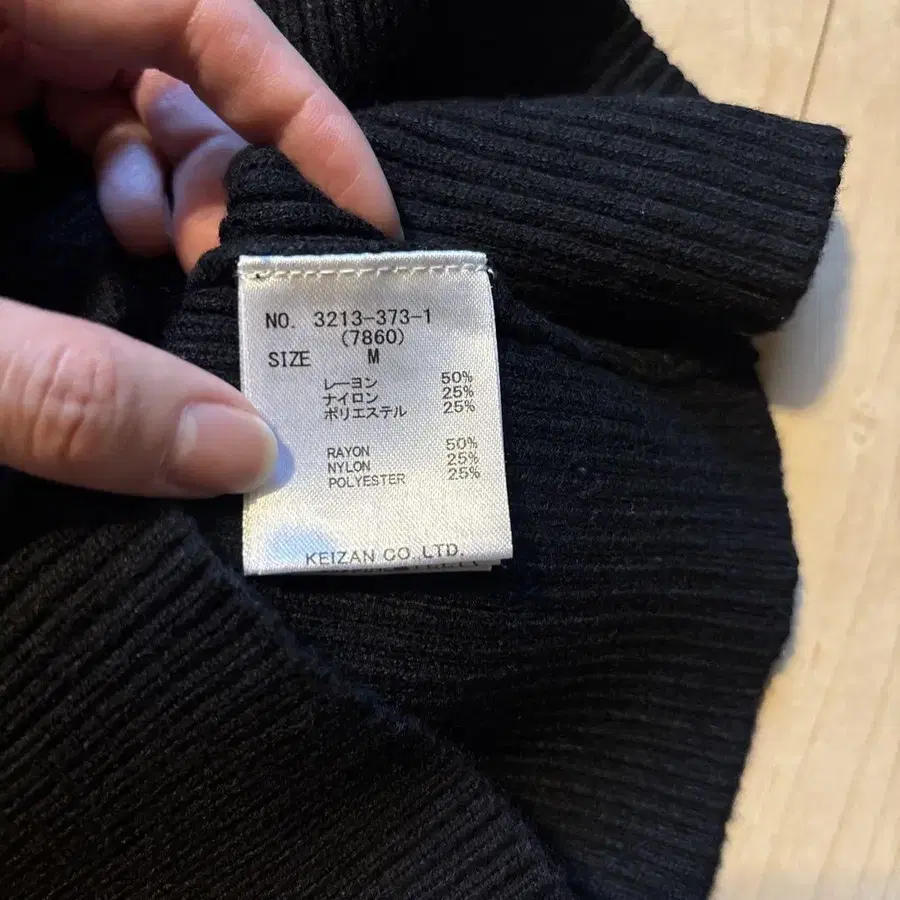 NO. 3213-373-1
(7860)
SIZE M
レーヨン 50%
ナイロン 25%
ポリエステル 25%
RAYON 50%
NYLON 25%
POLYESTER 25%
KEIZAN CO.LTD.